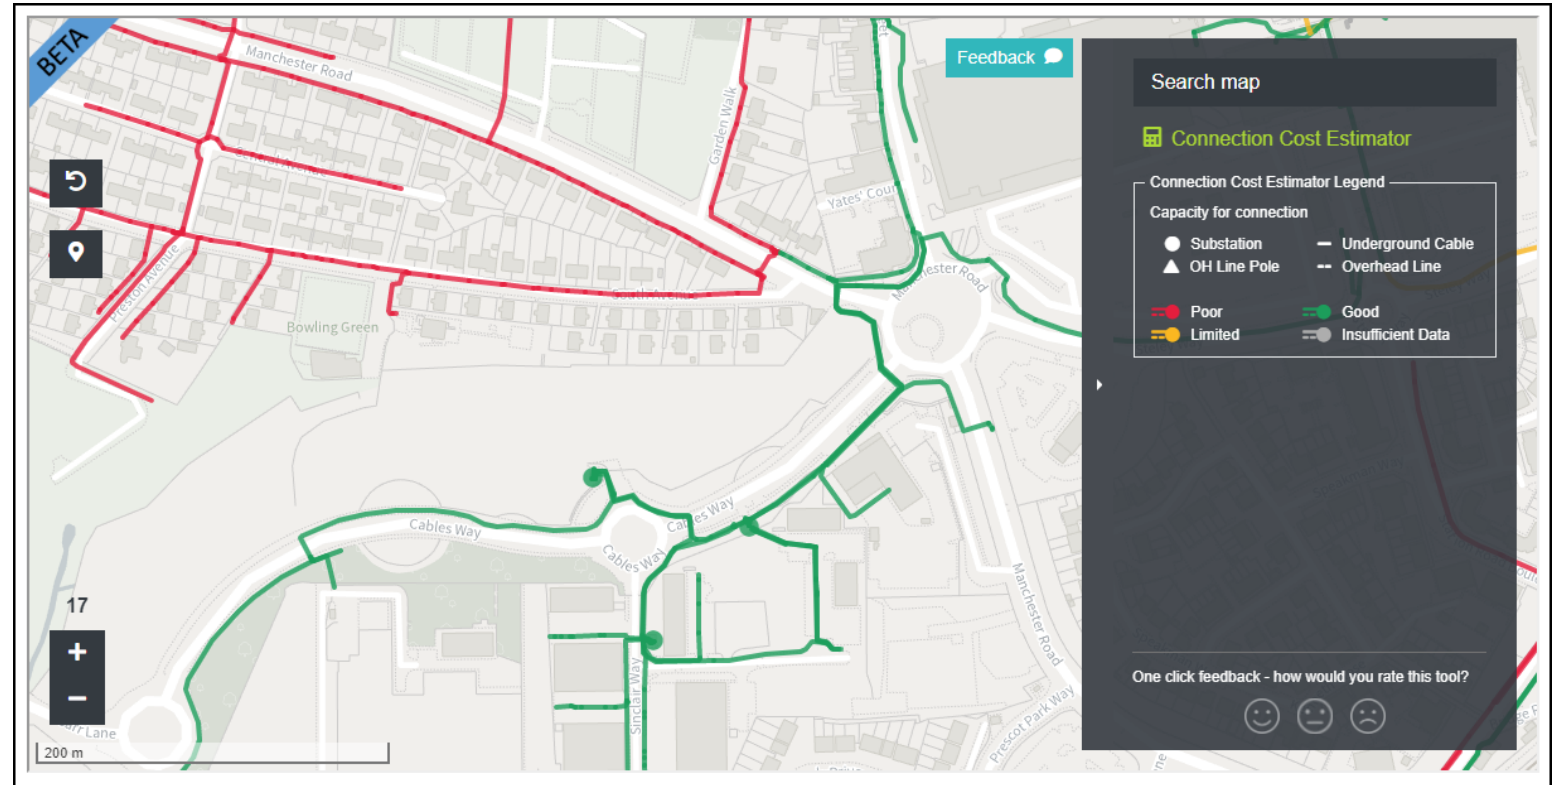 BETA
Manchester Road
Garden Walk
Feedback
Search map
Connection Cost Estimator
Connection Cost Estimator Legend
Capacity for connection
Substation
Underground Cable
OH Line Pole
Overhead Line
Poor
Good
Limited
Insufficient Data
Central Avenue
Yates' Court
Manchester Road
Preston Avenue
South Avenue
Bowling Green
Cables Way
Cables Way
Cables Way
Manchester Road
17
+
−
Sinclair Way
Prescot Park Way
200 m
One click feedback - how would you rate this tool?